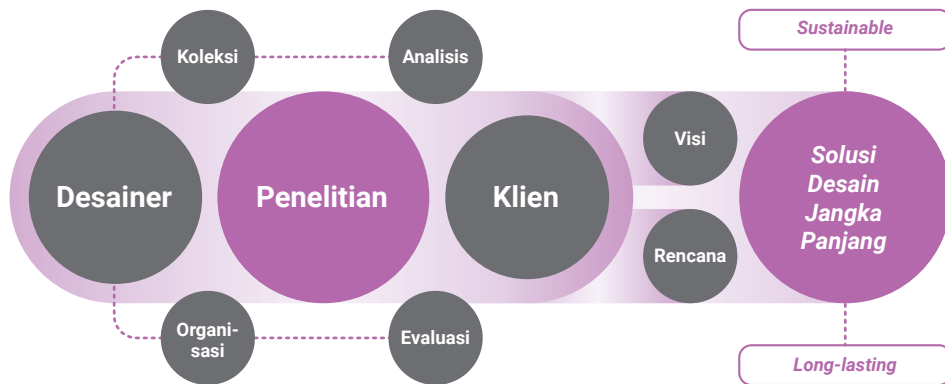 Koleksi
Analisis
Sustainable
Desainer
Penelitian
Klien
Visi
Rencana
Solusi
Desain
Jangka
Panjang
Organi-
sasi
Evaluasi
Long-lasting